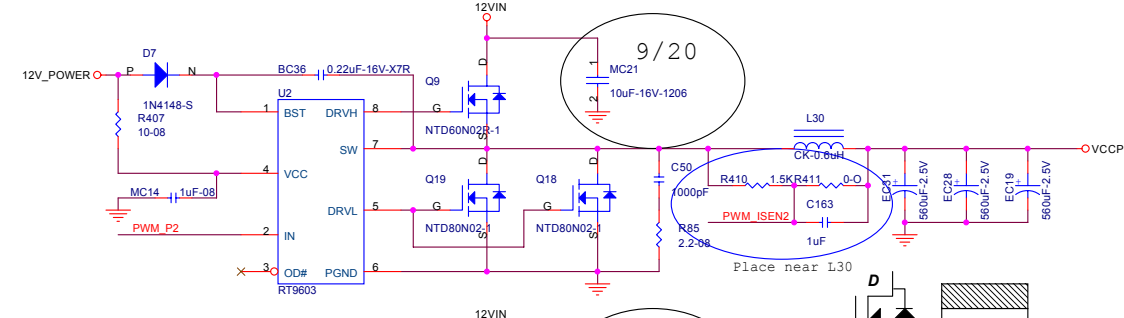 12VIN
9/20
D7
12V_POWER
P
N
BC36
0.22uF-16V-X7R
D
1
MC21
U2
Q9
10uF-16V-1206
1N4148-S
2
R407
1
BST
DRVH
8
G
L30
10-08
NTD60N02R-1
S
SW
7
VCCP
CK-0.6uH
4
VCC
D
D
C50
R410
1.5K
R411
0-O
Q19
Q18
1000pF
EC31
560uF-2.5V
EC28
560uF-2.5V
EC19
560uF-2.5V
MC14
1uF-08
C163
DRVL
5
G
G
PWM_ISEN2
NTD80N02-1
NTD80N02-1
R85
PWM_P2
2
IN
S
S
2.2-08
1uF
3
OD#
PGND
6
Place near L30
RT9603
D
12VIN